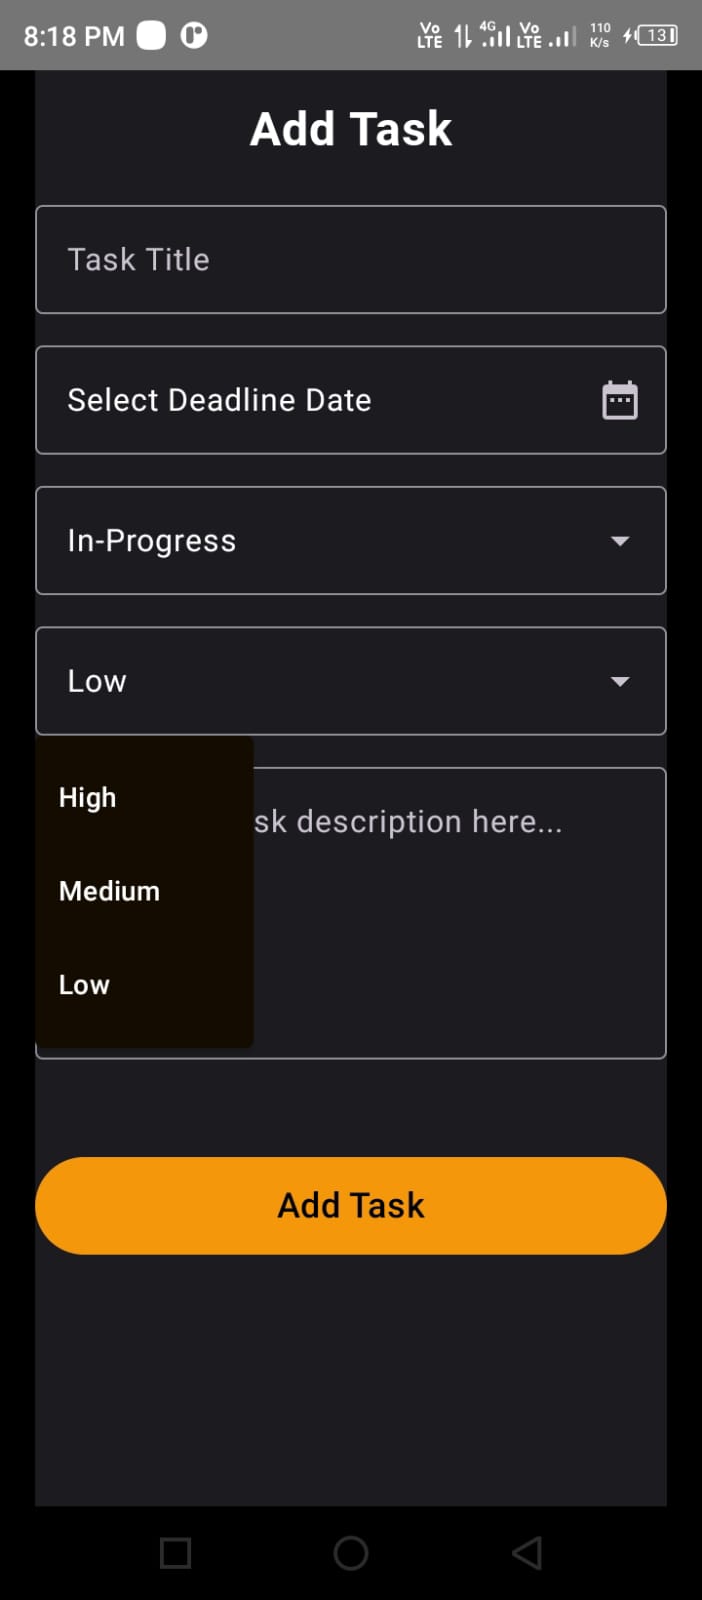 8:18 PM
Vo LTE 4G Vo LTE 110 K/s 13
Add Task
Task Title
Select Deadline Date
In-Progress
Low
High
sk description here...
Medium
Low
Add Task